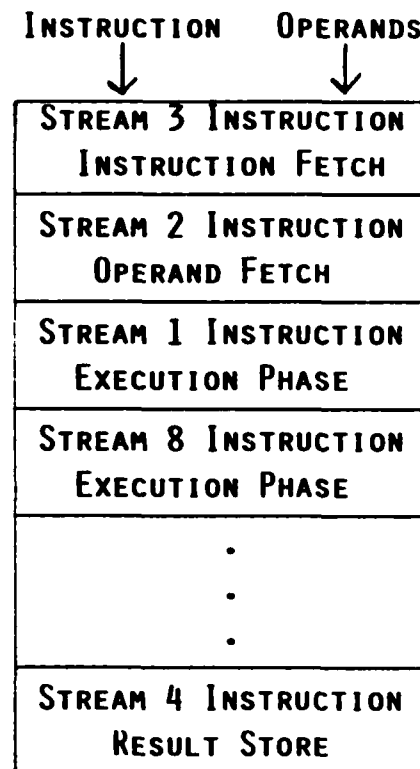 INSTRUCTION OPERANDS
STREAM 3 INSTRUCTION
INSTRUCTION FETCH
STREAM 2 INSTRUCTION
OPERAND FETCH
STREAM 1 INSTRUCTION
EXECUTION PHASE
STREAM 8 INSTRUCTION
EXECUTION PHASE
.
.
.
STREAM 4 INSTRUCTION
RESULT STORE